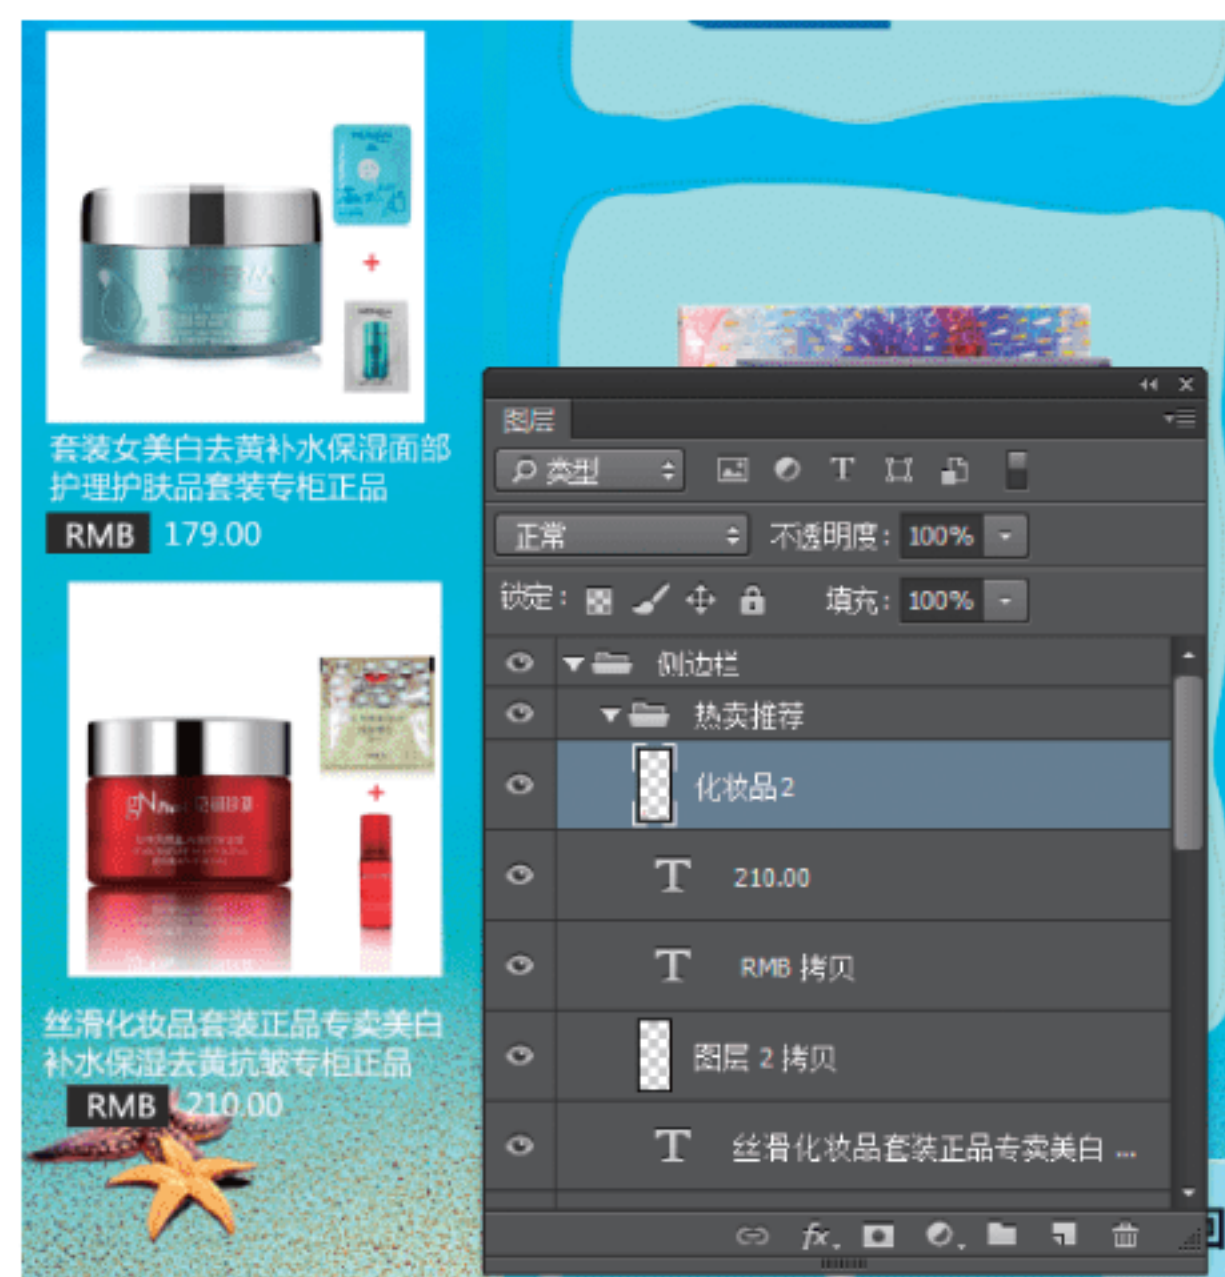 套装女美白去黄补水保湿面部
护理护肤品套装专柜正品
RMB 179.00
gN
丝滑化妆品套装正品专卖美白
补水保湿去黄抗皱专柜正品
RMB 210.00
图层
类型
正常 不透明度: 100%
锁定: 填充: 100%
侧边栏
热卖推荐
化妆品2
210.00
RMB 拷贝
图层 2 拷贝
丝滑化妆品套装正品专卖美白 ...
fx.